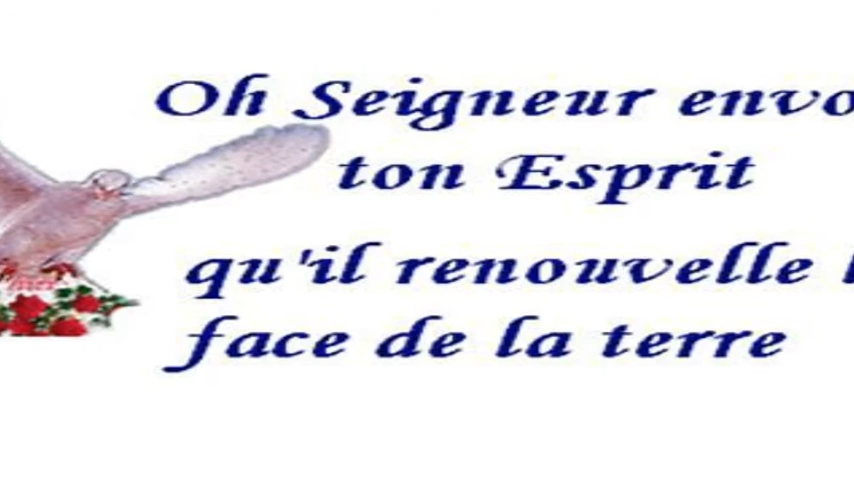 Oh Seigneur envo
ton Esprit
qu'il renouvelle l
face de la terre